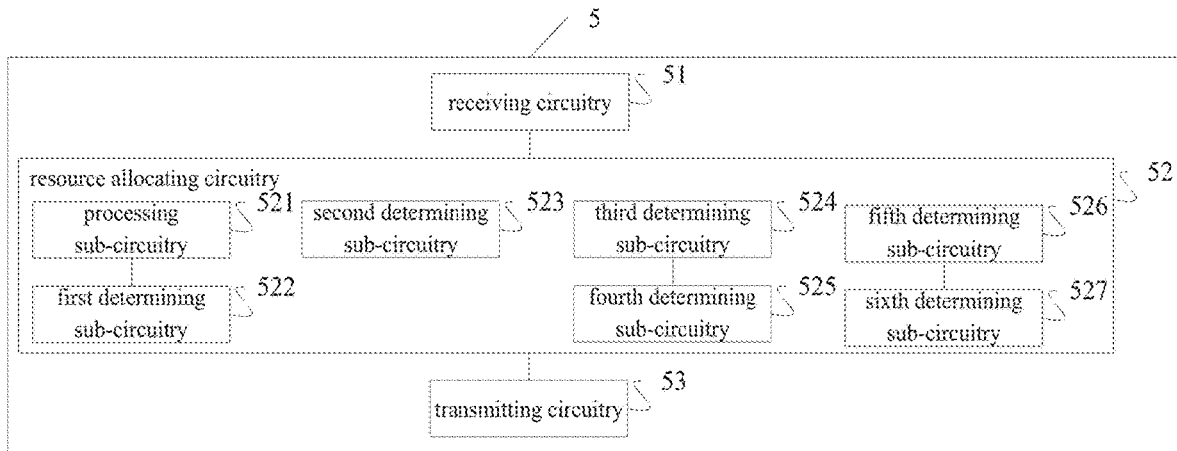 5
receiving circuitry
51
resource allocating circuitry
52
processing
sub-circuitry
521
second determining
sub-circuitry
523
third determining
sub-circuitry
524
fifth determining
sub-circuitry
526
first determining
sub-circuitry
522
fourth determining
sub-circuitry
525
sixth determining
sub-circuitry
527
transmitting circuitry
53